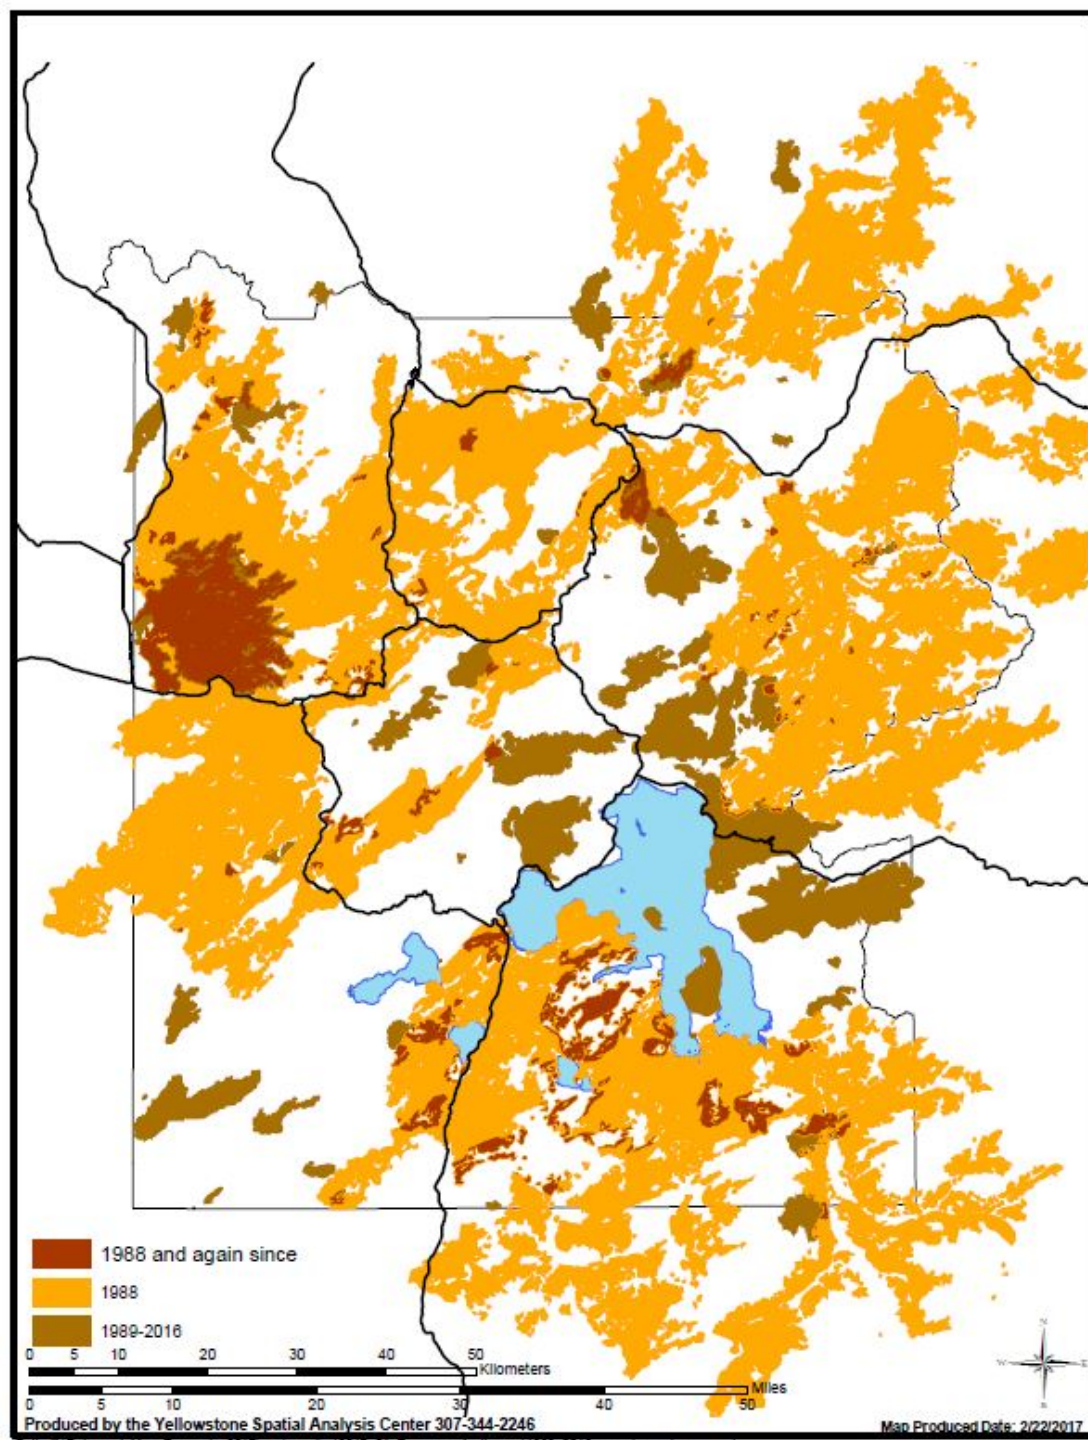 1988 and again since
1988
1989-2016
0 5 10 20 30 40 50 Kilometers
Miles
0 5 10 20 30 40 50
N
W E
S
Produced by the Yellowstone Spatial Analysis Center 307-344-2246
Map Produced Date: 2/22/2017